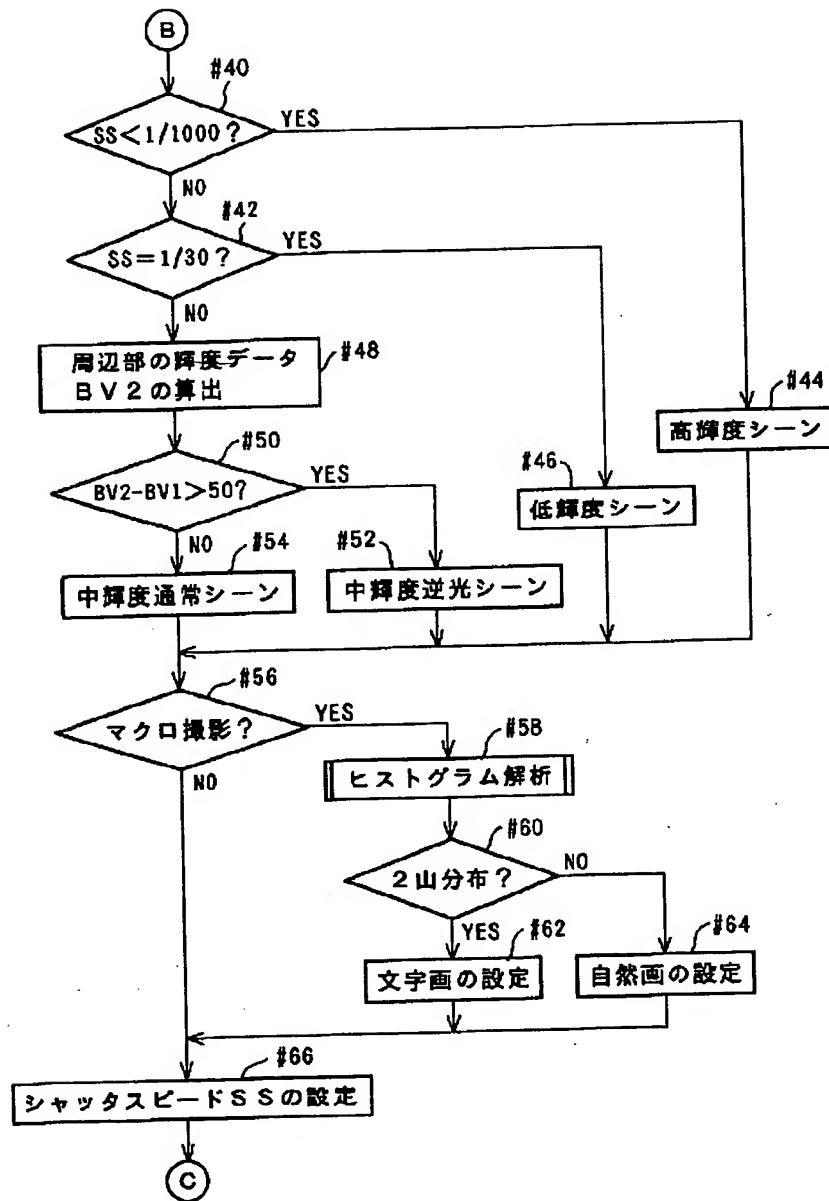 B
#40
SS<1/1000?
YES
NO
#42
SS=1/30?
YES
NO
周辺部の輝度データ
BV2の算出
#48
#44
高輝度シーン
#50
BV2-BV1>50?
YES
NO
#46
低輝度シーン
#54
中輝度通常シーン
#52
中輝度逆光シーン
#56
マクロ撮影?
YES
NO
#58
ヒストグラム解析
#60
2山分布?
NO
YES
#62
文字画の設定
#64
自然画の設定
#66
シャッタスピードSSの設定
C